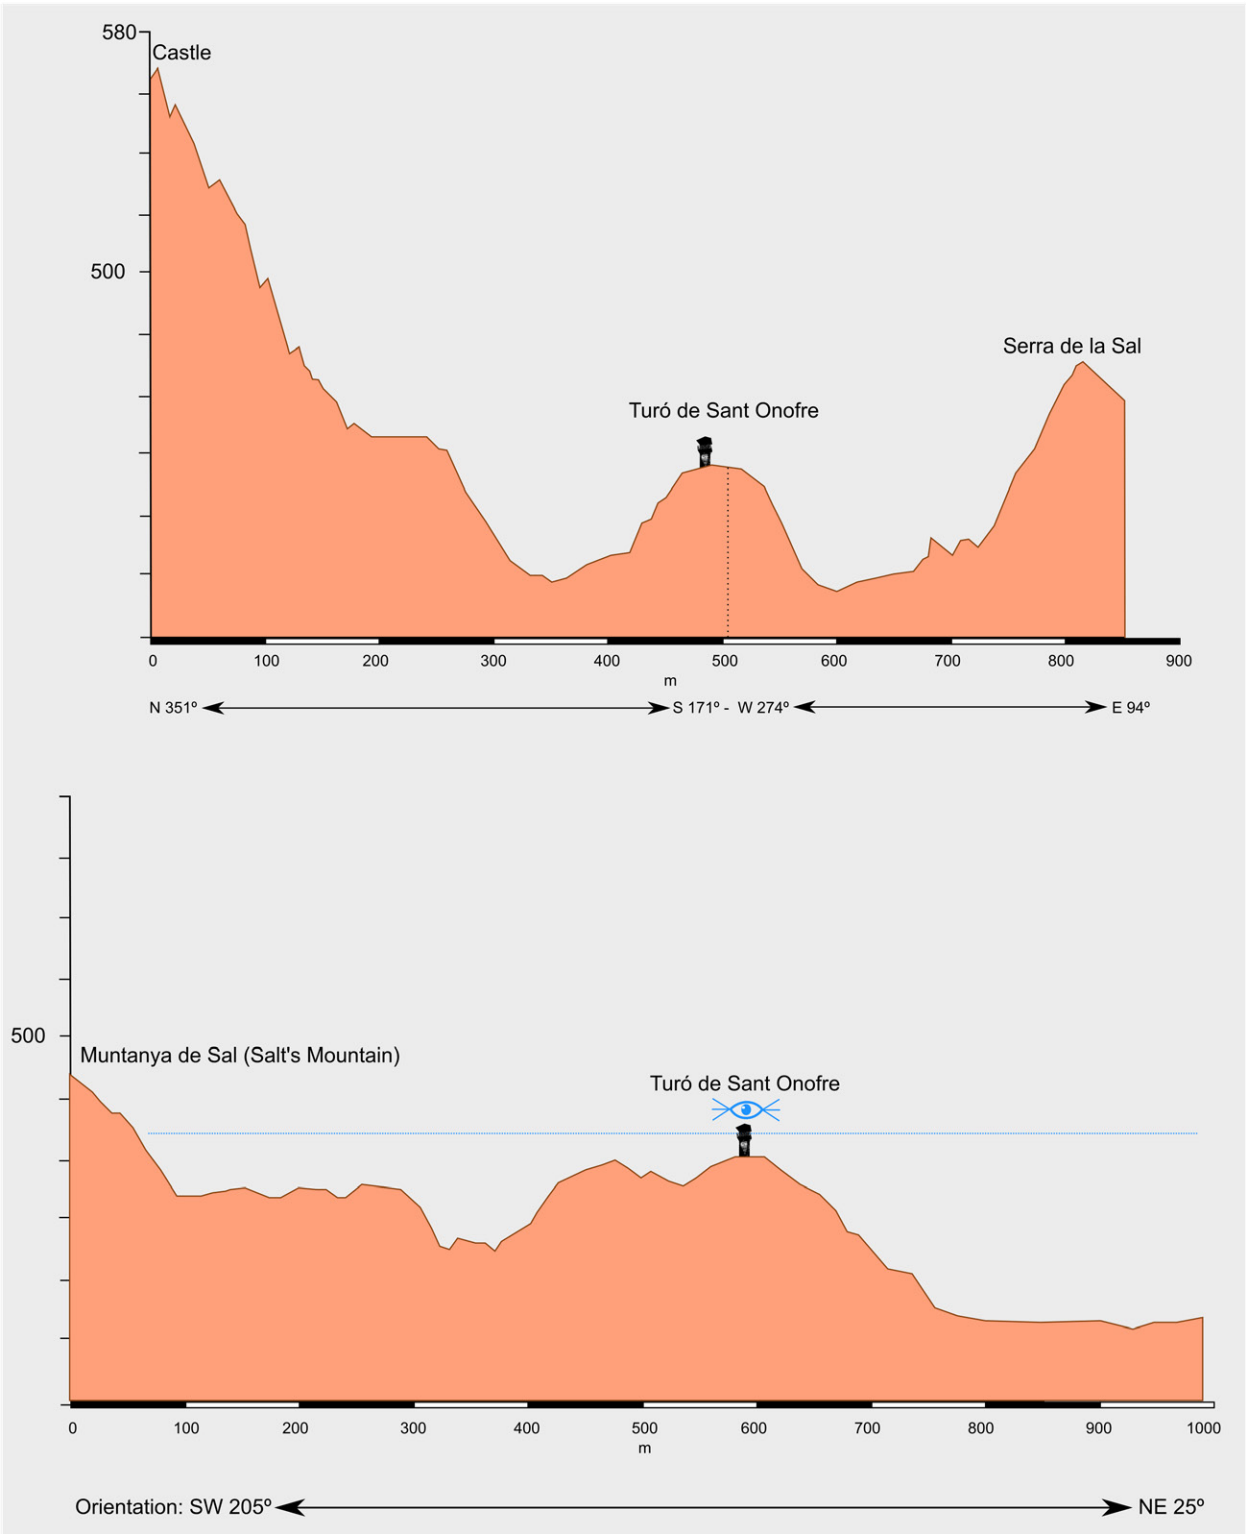 580
Castle
500
Serra de la Sal
Turó de Sant Onofre
0 100 200 300 400 500 600 700 800 900
m
N 351º S 171º - W 274º E 94º
500
Muntanya de Sal (Salt's Mountain)
Turó de Sant Onofre
0 100 200 300 400 500 600 700 800 900 1000
m
Orientation: SW 205º NE 25º